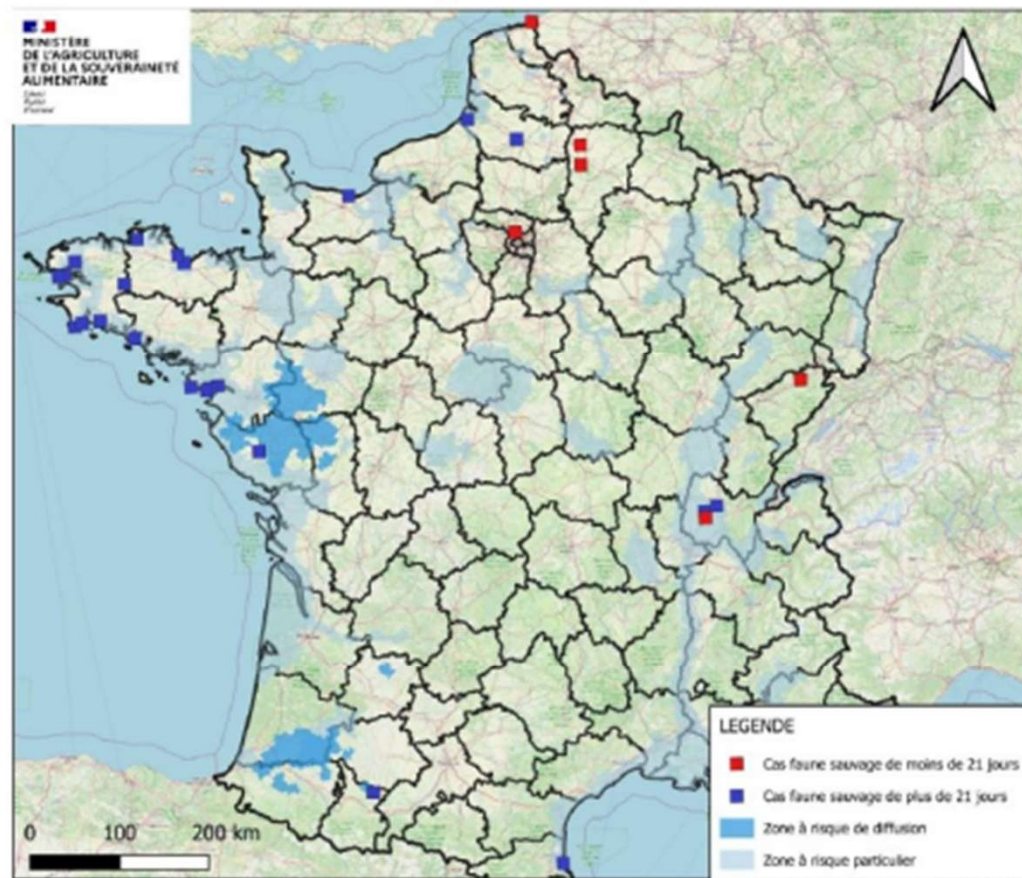 MINISTÈRE
DE L'AGRICULTURE
ET DE LA SOUVERAINETÉ
ALIMENTAIRE
LEGENDE
Cas faune sauvage de moins de 21 jours
Cas faune sauvage de plus de 21 jours
Zone à risque de diffusion
Zone à risque particulier
0 100 200 km